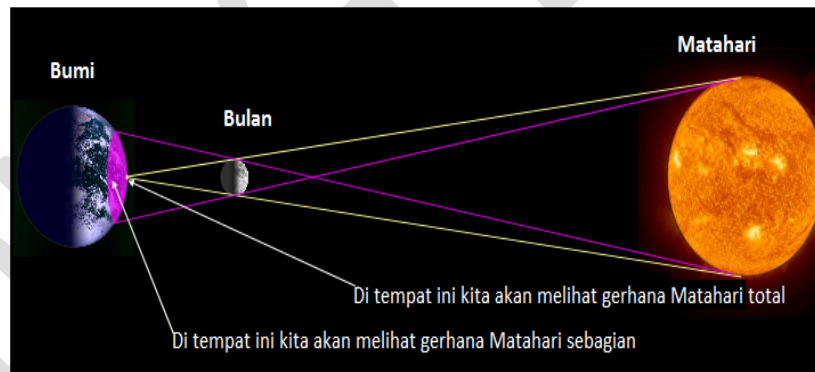 Matahari
Bumi
Bulan
Di tempat ini kita akan melihat gerhana Matahari total
Di tempat ini kita akan melihat gerhana Matahari sebagian